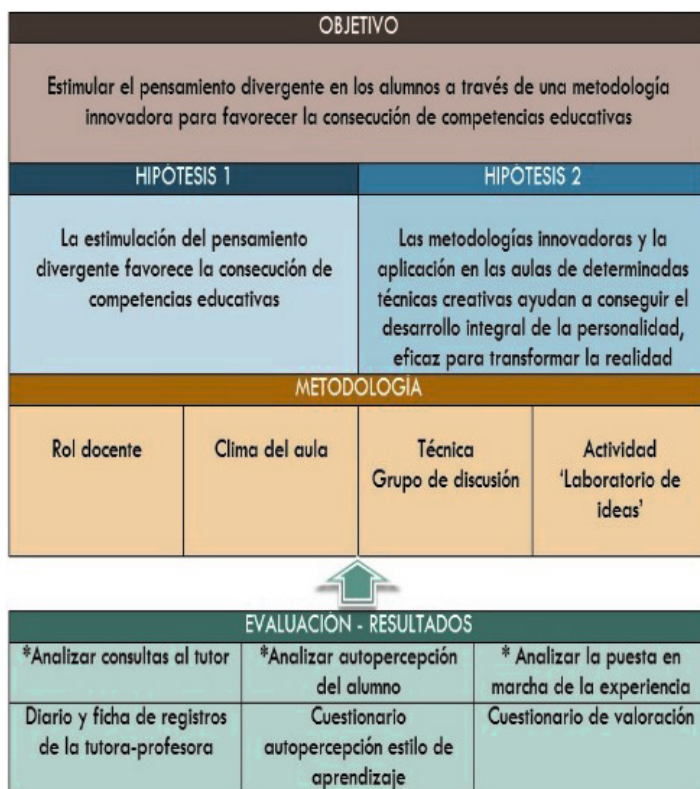 OBJETIVO
Estimular el pensamiento divergente en los alumnos a través de una metodología
innovadora para favorecer la consecución de competencias educativas
HIPÓTESIS 1
HIPÓTESIS 2
La estimulación del pensamiento
divergente favorece la consecución de
competencias educativas
Las metodologías innovadoras y la
aplicación en las aulas de determinadas
técnicas creativas ayudan a conseguir el
desarrollo integral de la personalidad,
eficaz para transformar la realidad
METODOLOGÍA
Rol docente
Clima del aula
Técnica
Grupo de discusión
Actividad
‘Laboratorio de
ideas’
EVALUACIÓN - RESULTADOS
*Analizar consultas al tutor
*Analizar autopercepción
del alumno
* Analizar la puesta en
marcha de la experiencia
Diario y ficha de registros
de la tutora-profesora
Cuestionario
autopercepción estilo de
aprendizaje
Cuestionario de valoración